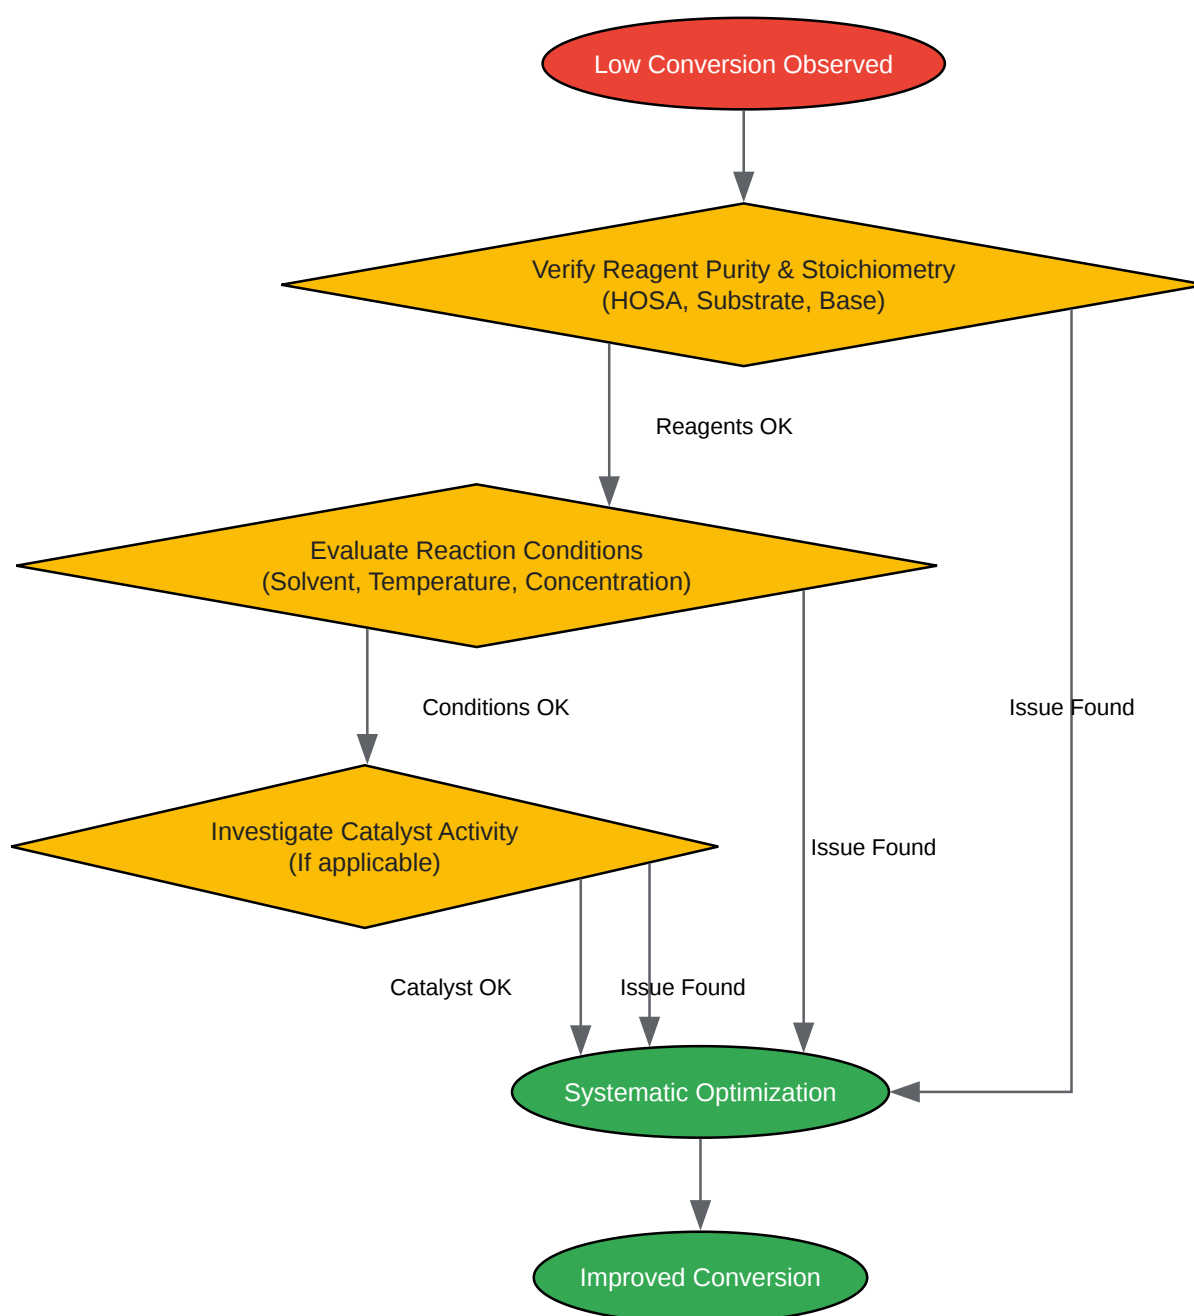 Low Conversion Observed
Verify Reagent Purity & Stoichiometry
(HOSA, Substrate, Base)
Reagents OK
Evaluate Reaction Conditions
(Solvent, Temperature, Concentration)
Conditions OK
Issue Found
Investigate Catalyst Activity
(If applicable)
Issue Found
Catalyst OK
Issue Found
Systematic Optimization
Improved Conversion